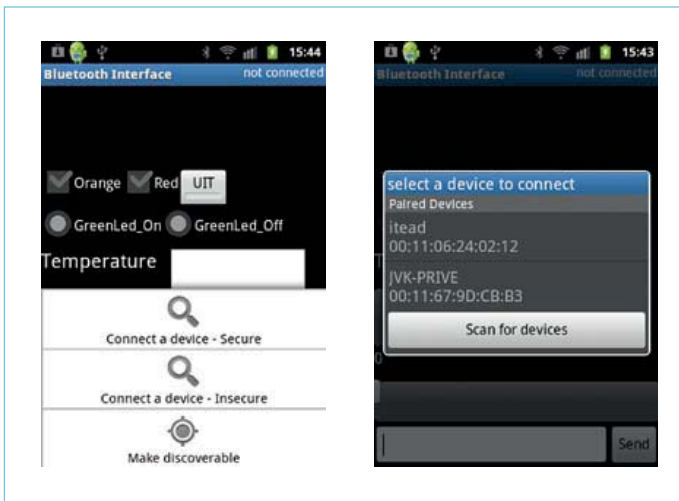 15:44
Bluetooth Interface not connected
Orange Red UIT
GreenLed_On GreenLed_Off
Temperature
Connect a device - Secure
Connect a device - Insecure
Make discoverable
15:43
Bluetooth Interface not connected
select a device to connect
Paired Devices
itead
00:11:06:24:02:12
JVK-PRIVE
00:11:67:9D:CB:B3
Scan for devices
Send